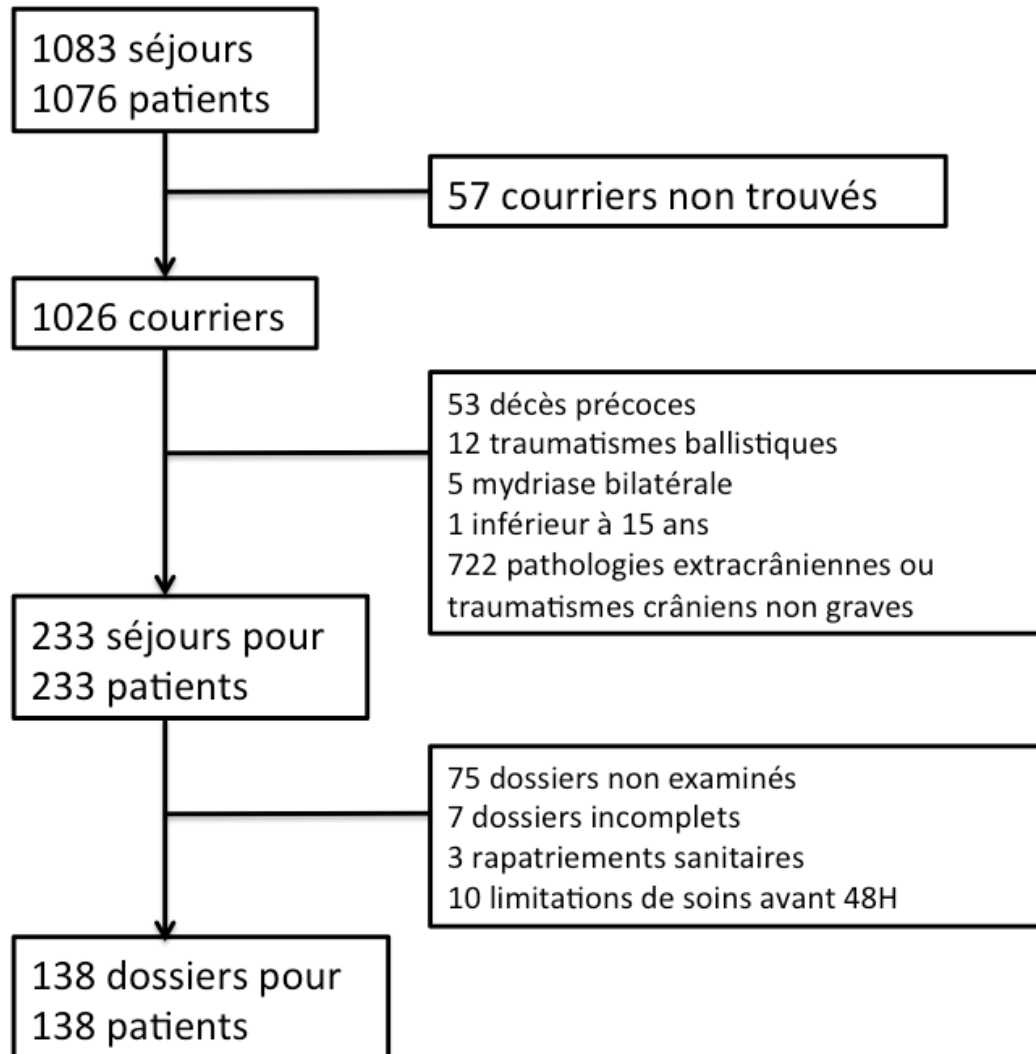 1083 séjours
1076 patients
57 courriers non trouvés
1026 courriers
53 décès précoces
12 traumatismes ballistiques
5 mydriase bilatérale
1 inférieur à 15 ans
722 pathologies extracrâniennes ou
traumatismes crâniens non graves
233 séjours pour
233 patients
75 dossiers non examinés
7 dossiers incomplets
3 rapatriements sanitaires
10 limitations de soins avant 48H
138 dossiers pour
138 patients